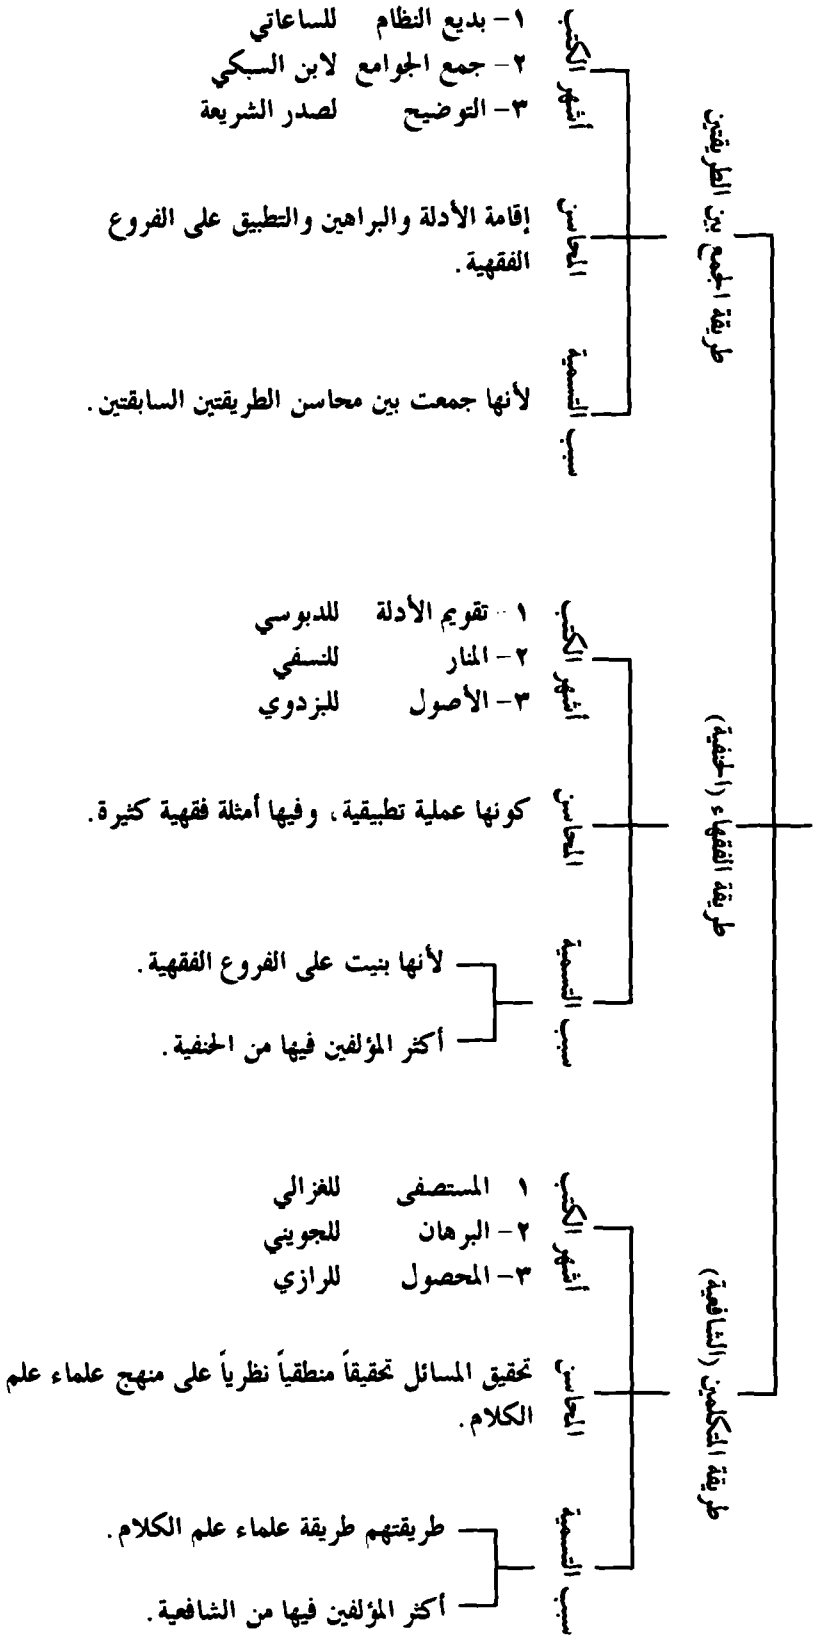 طريقة الجمع بين الطريقتين
أشهر الكتب
١- بديع النظام للساعاتي
٢- جمع الجوامع لابن السبكي
٣- التوضيح لصدر الشريعة
المحاسن
إقامة الأدلة والبراهين والتطبيق على الفروع
الفقهية.
سبب التسمية
لأنها جمعت بين محاسن الطريقتين السابقتين.
طريقة الفقهاء (الحنفية)
أشهر الكتب
١- تقويم الأدلة للدبوسي
٢- المنار للنسفي
٣- الأصول للبزدوي
المحاسن
كونها عملية تطبيقية، وفيها أمثلة فقهية كثيرة.
سبب التسمية
لأنها بنيت على الفروع الفقهية.
أكثر المؤلفين فيها من الحنفية.
طريقة المتكلمين (الشافعية)
أشهر الكتب
١ المستصفى للغزالي
٢- البرهان للجويني
٣- المحصول للرازي
المحاسن
تحقيق المسائل تحقيقاً منطقياً نظرياً على منهج علماء علم
الكلام.
سبب التسمية
طريقتهم طريقة علماء علم الكلام.
أكثر المؤلفين فيها من الشافعية.